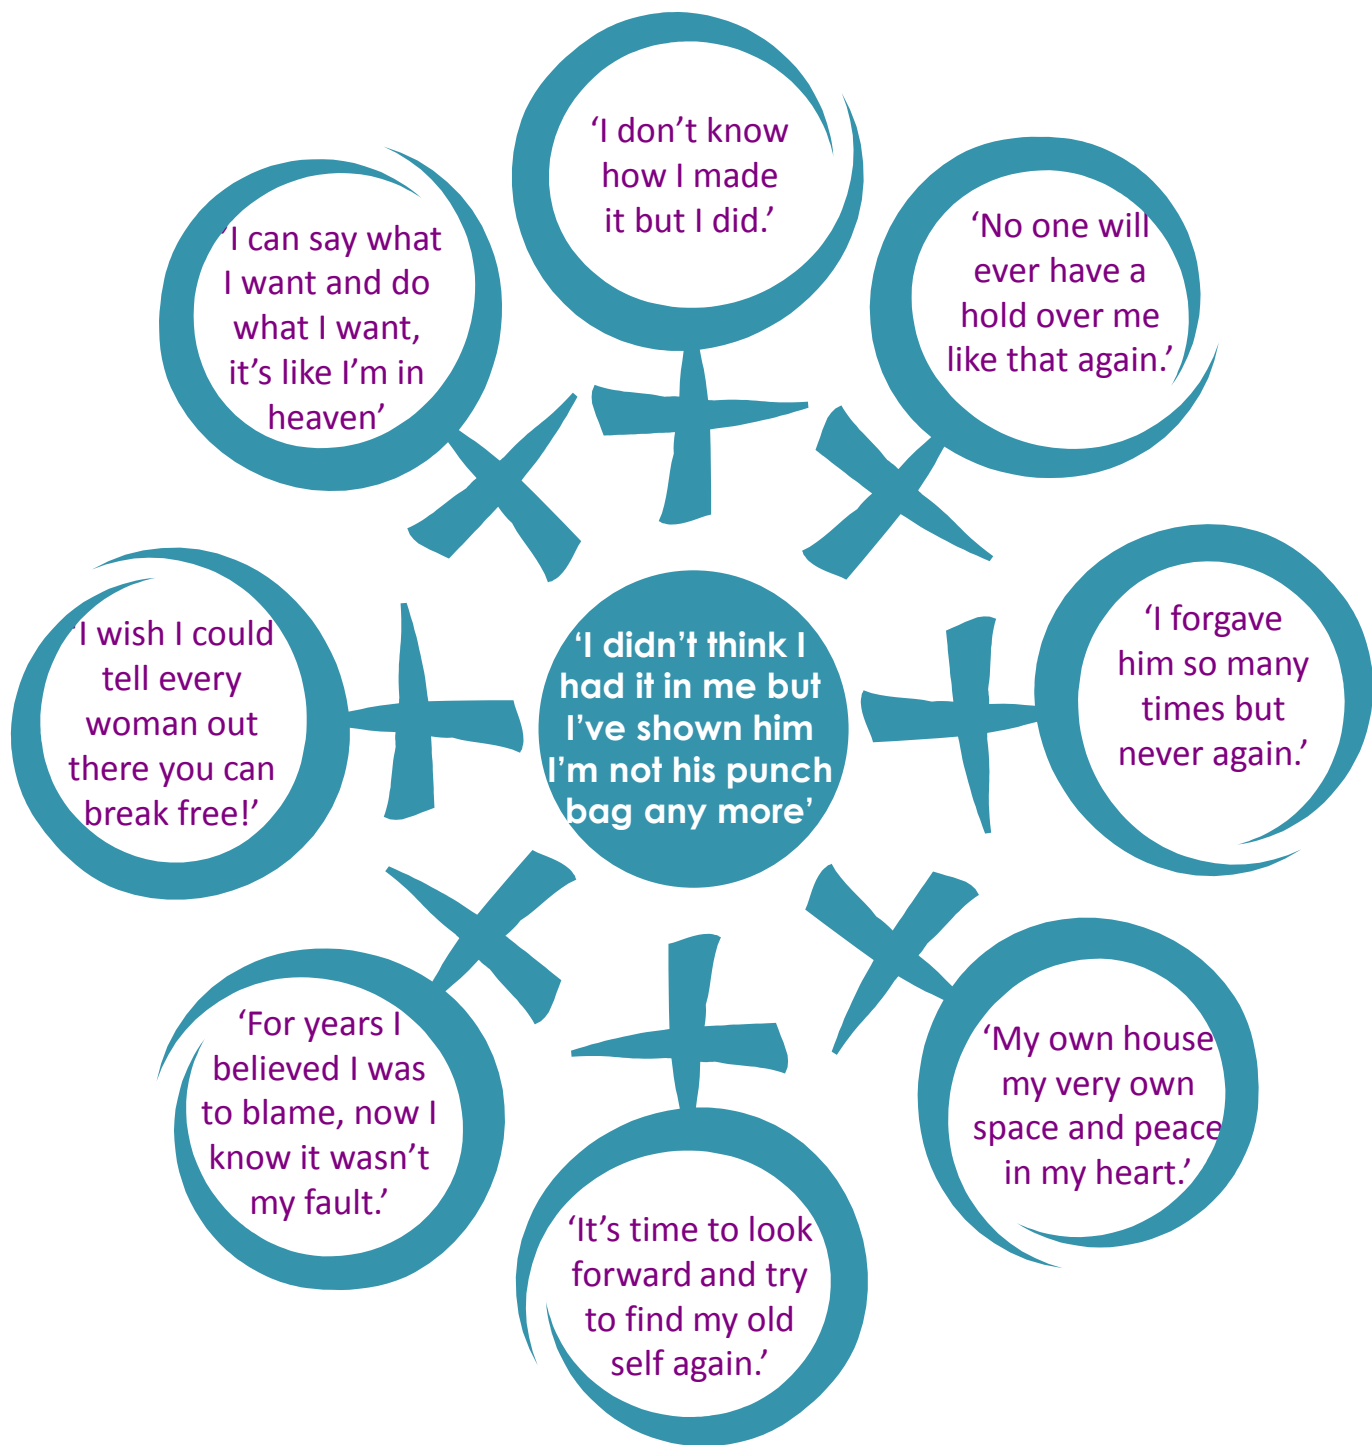 ‘I don’t know
how I made
it but I did.’
‘No one will
ever have a
hold over me
like that again.’
‘I forgave
him so many
times but
never again.’
‘My own house
my very own
space and peace
in my heart.’
‘It’s time to look
forward and try
to find my old
self again.’
‘For years I
believed I was
to blame, now I
know it wasn’t
my fault.’
‘I wish I could
tell every
woman out
there you can
break free!’
’I can say what
I want and do
what I want,
it’s like I’m in
heaven’
‘I didn’t think I
had it in me but
I’ve shown him
I’m not his punch
bag any more’